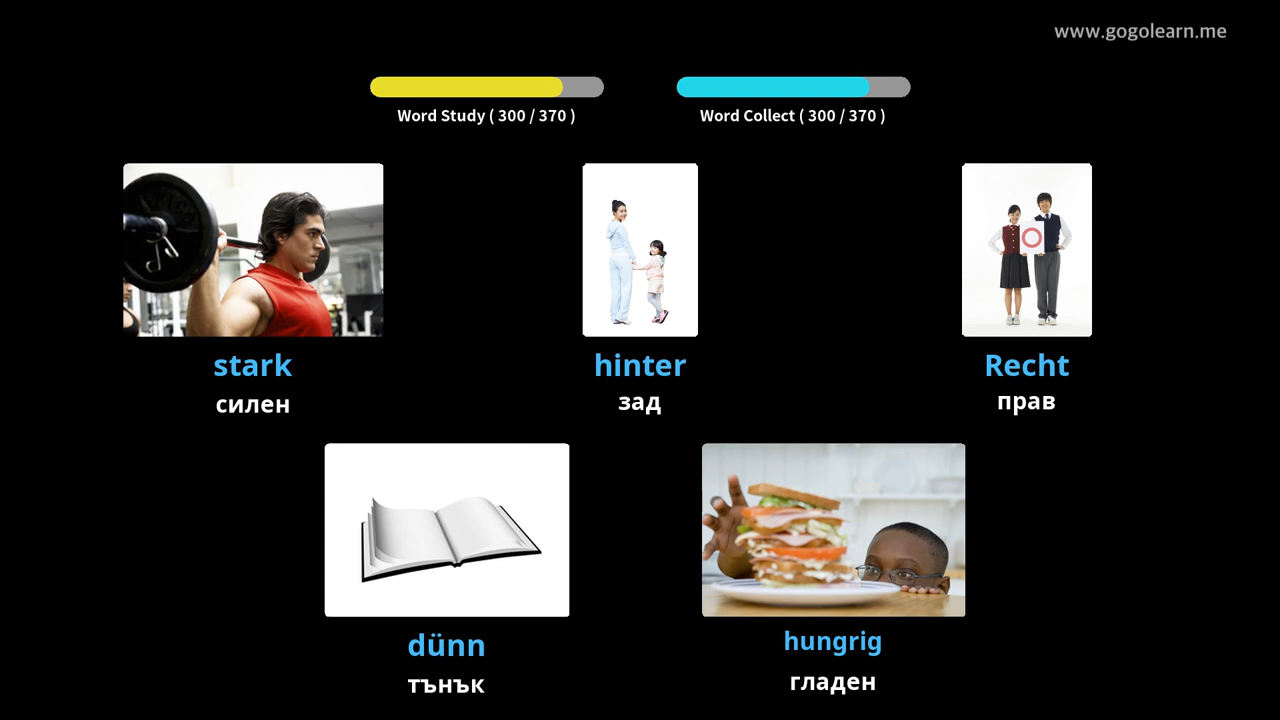 www.gogolearn.me
Word Study ( 300 / 370 )
Word Collect ( 300 / 370 )
stark
силен
hinter
зад
Recht
прав
dünn
тънък
hungrig
гладен